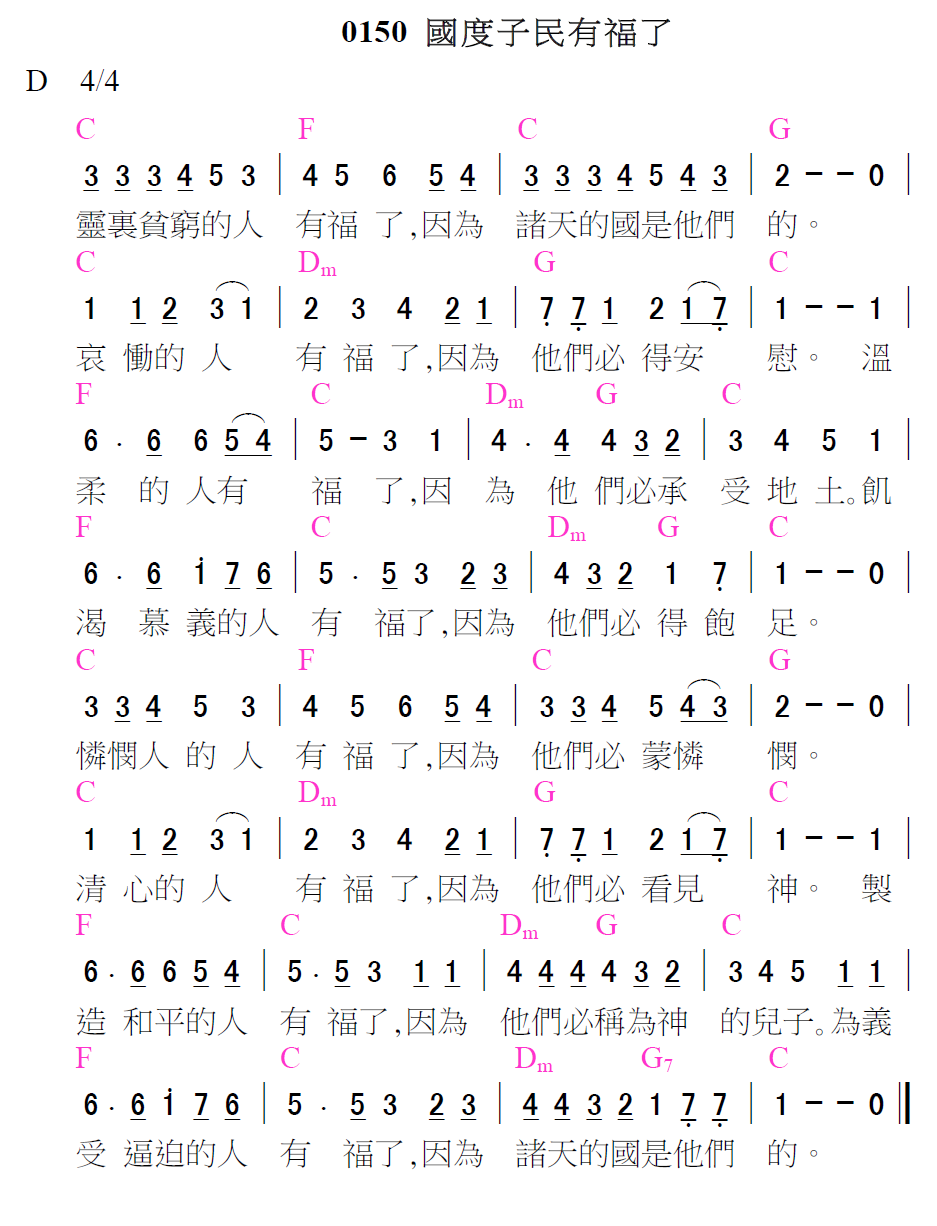 0150 國度子民有福了
D 4/4
C F C G
3 3 3 4 5 3 | 4 5 6 5 4 | 3 3 3 4 5 4 3 | 2 － － 0 |
靈裏貧窮的人 有福 了,因為 諸天的國是他們 的。
C Dm G C
1 1 2 3 1 | 2 3 4 2 1 | 7 7 1 2 1 7 | 1 － － 1 |
哀 慟的 人 有 福 了,因為 他們必 得安 慰。 溫
F C Dm G C
6 · 6 6 5 4 | 5 － 3 1 | 4 · 4 4 3 2 | 3 4 5 1 |
柔 的 人有 福 了,因 為 他 們必承 受 地 土。飢
F C Dm G C
6 · 6 1 7 6 | 5 · 5 3 2 3 | 4 3 2 1 7 | 1 － － 0 |
渴 慕 義的人 有 福了,因為 他們必 得 飽 足。
C F C G
3 3 4 5 3 | 4 5 6 5 4 | 3 3 4 5 4 3 | 2 － － 0 |
憐憫人 的 人 有 福 了,因為 他們必 蒙憐 憫。
C Dm G C
1 1 2 3 1 | 2 3 4 2 1 | 7 7 1 2 1 7 | 1 － － 1 |
清 心的 人 有 福 了,因為 他們必 看見 神。 製
F C Dm G C
6 · 6 6 5 4 | 5 · 5 3 1 1 | 4 4 4 4 3 2 | 3 4 5 1 1 |
造 和平的人 有 福了,因為 他們必稱為神 的兒子。為義
F C Dm G7 C
6 · 6 1 7 6 | 5 · 5 3 2 3 | 4 4 3 2 1 7 7 | 1 － － 0 ‖
受 逼迫的人 有 福了,因為 諸天的國是他們 的。